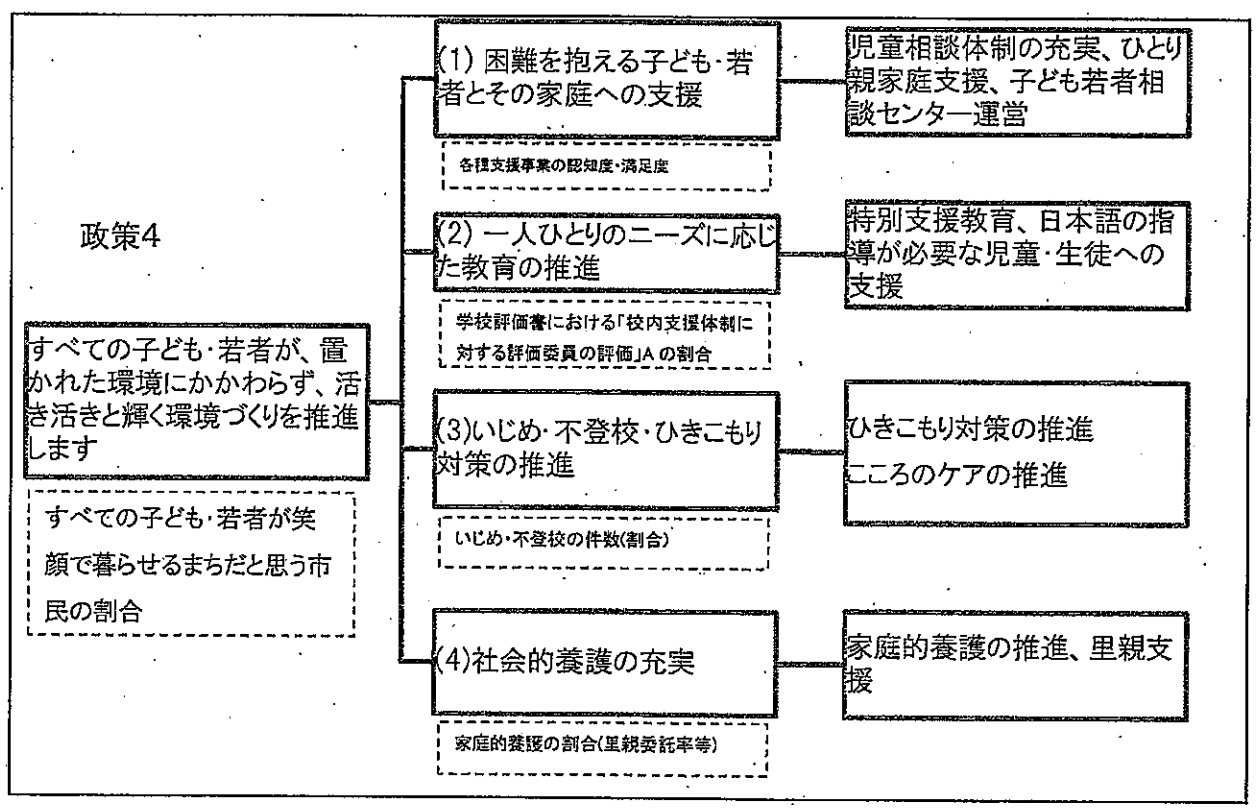 政策4
すべての子ども・若者が、置
かれた環境にかかわらず、活
き活きと輝く環境づくりを推進
します
すべての子ども・若者が笑
顔で暮らせるまちだと思う市
民の割合
(1) 困難を抱える子ども・若
者とその家庭への支援
各種支援事業の認知度・満足度
児童相談体制の充実、ひとり
親家庭支援、子ども若者相
談センター運営
(2) 一人ひとりのニーズに応じ
た教育の推進
学校評価書における「校内支援体制に
対する評価委員の評価」Aの割合
特別支援教育、日本語の指
導が必要な児童・生徒への
支援
(3)いじめ・不登校・ひきこもり
対策の推進
いじめ・不登校の件数(割合)
ひきこもり対策の推進
こころのケアの推進
(4)社会的養護の充実
家庭的養護の割合(里親委託率等)
家庭的養護の推進、里親支
援